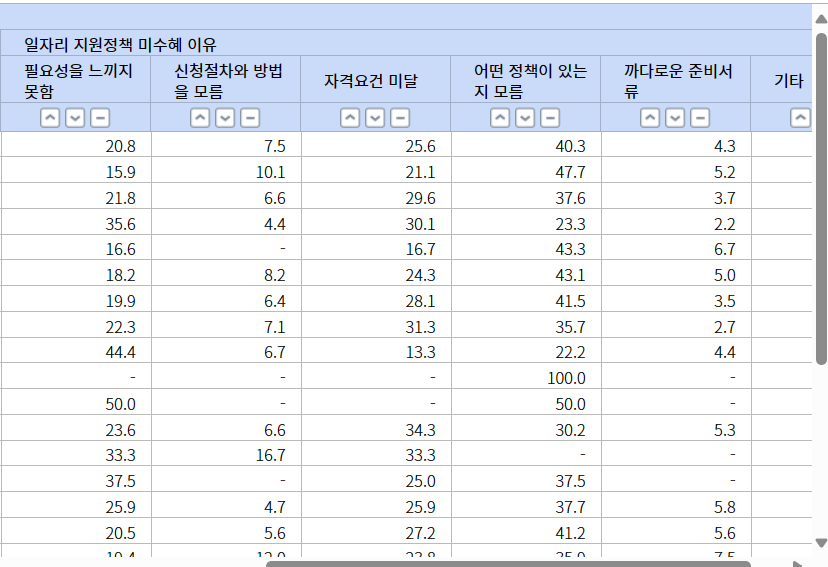 일자리 지원정책 미수혜 이유
필요성을 느끼지 못함 신청절차와 방법을 모름 자격요건 미달 어떤 정책이 있는지 모름 까다로운 준비서류 기타
20.8 7.5 25.6 40.3 4.3
15.9 10.1 21.1 47.7 5.2
21.8 6.6 29.6 37.6 3.7
35.6 4.4 30.1 23.3 2.2
16.6 - 16.7 43.3 6.7
18.2 8.2 24.3 43.1 5.0
19.9 6.4 28.1 41.5 3.5
22.3 7.1 31.3 35.7 2.7
44.4 6.7 13.3 22.2 4.4
- - - 100.0 -
50.0 - - 50.0 -
23.6 6.6 34.3 30.2 5.3
33.3 16.7 33.3 - -
37.5 - 25.0 37.5 -
25.9 4.7 25.9 37.7 5.8
20.5 5.6 27.2 41.2 5.6